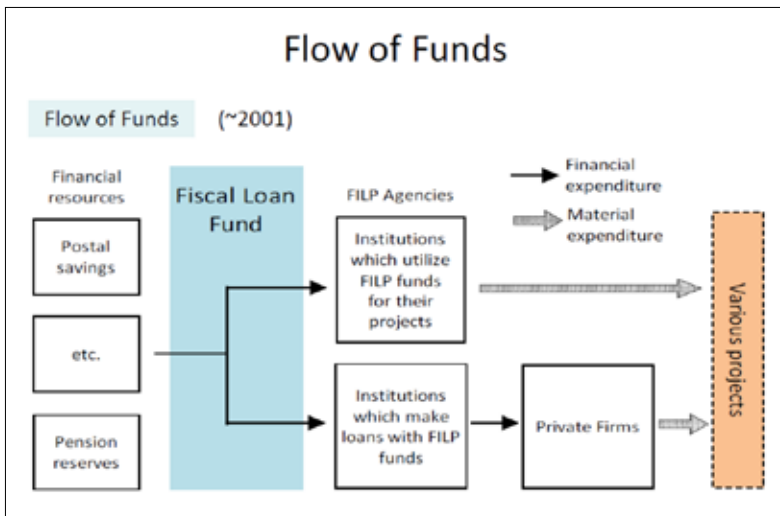 Flow of Funds
Flow of Funds (~2001)
Financial
resources
Postal
savings
etc.
Pension
reserves
Fiscal Loan
Fund
FILP Agencies
Institutions
which utilize
FILP funds
for their
projects
Institutions
which make
loans with FILP
funds
Private Firms
Financial
expenditure
Material
expenditure
Various projects